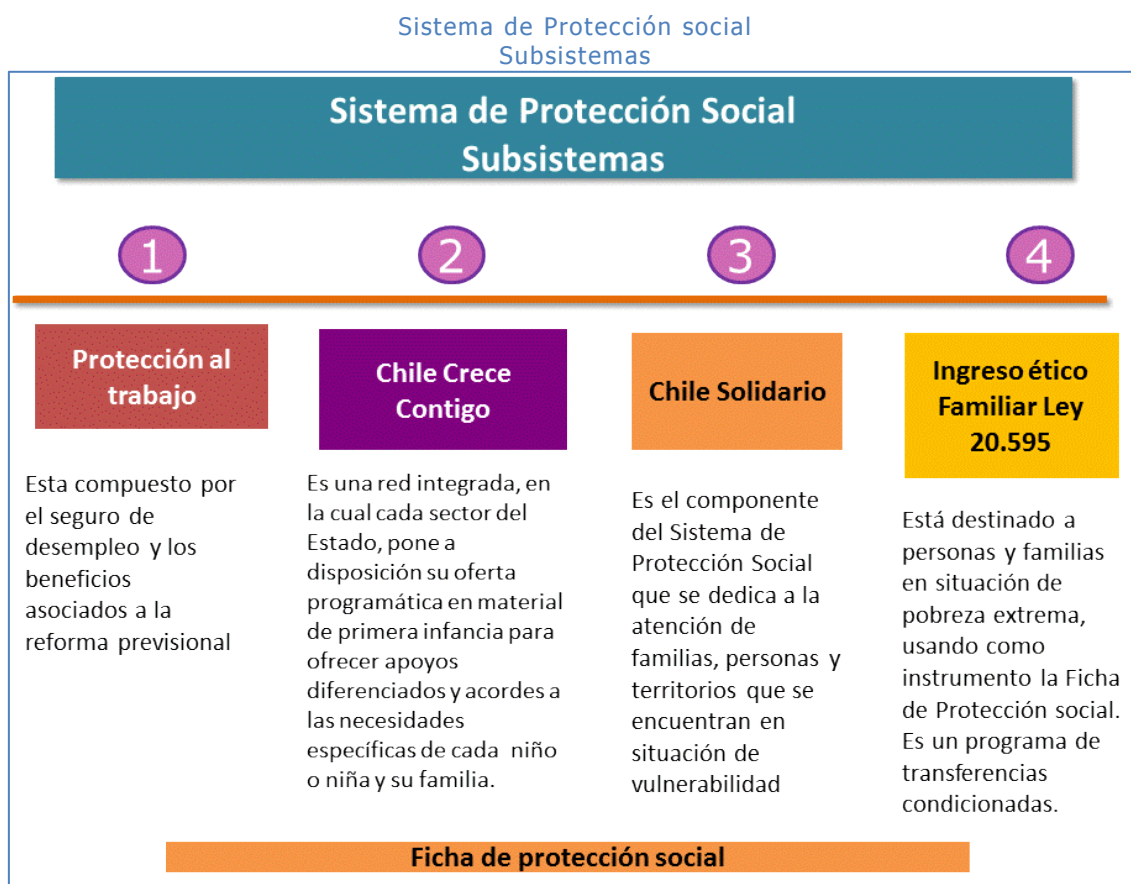 Sistema de Protección social
Subsistemas
Sistema de Protección Social
Subsistemas
1
2
3
4
Protección al
trabajo
Chile Crece
Contigo
Chile Solidario
Ingreso ético
Familiar Ley
20.595
Esta compuesto por
el seguro de
desempleo y los
beneficios
asociados a la
reforma previsional
Es una red integrada, en
la cual cada sector del
Estado, pone a
disposición su oferta
programática en material
de primera infancia para
ofrecer apoyos
diferenciados y acordes a
las necesidades
específicas de cada niño
o niña y su familia.
Es el componente
del Sistema de
Protección Social
que se dedica a la
atención de
familias, personas y
territorios que se
encuentran en
situación de
vulnerabilidad
Está destinado a
personas y familias
en situación de
pobreza extrema,
usando como
instrumento la Ficha
de Protección social.
Es un programa de
transferencias
condicionadas.
Ficha de protección social